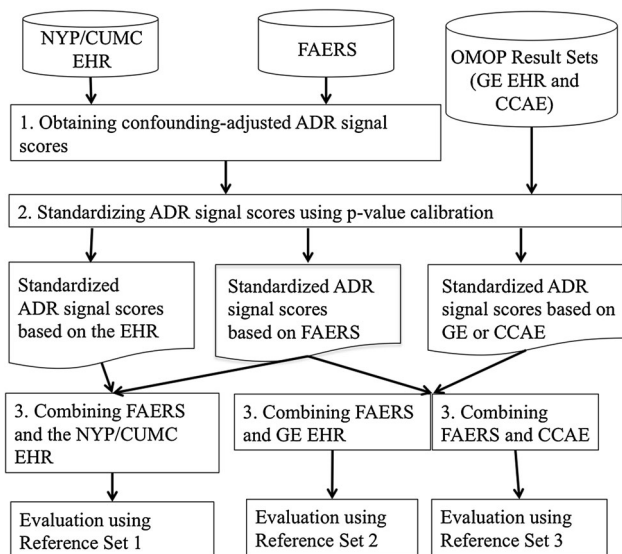 NYP/CUMC
EHR
FAERS
OMOP Result Sets
(GE EHR and
CCAE)
1. Obtaining confounding-adjusted ADR signal
scores
2. Standardizing ADR signal scores using p-value calibration
Standardized
ADR signal scores
based on the EHR
Standardized ADR
signal scores
based on FAERS
Standardized ADR
signal scores based on
GE or CCAE
3. Combining FAERS
and the NYP/CUMC
EHR
3. Combining FAERS
and GE EHR
3. Combining
FAERS and CCAE
Evaluation using
Reference Set 1
Evaluation using
Reference Set 2
Evaluation using
Reference Set 3